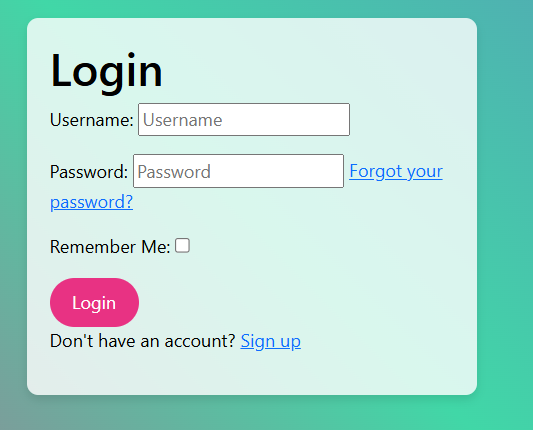 Login
Username: Username
Password: Password Forgot your
password?
Remember Me:
Login
Don't have an account? Sign up